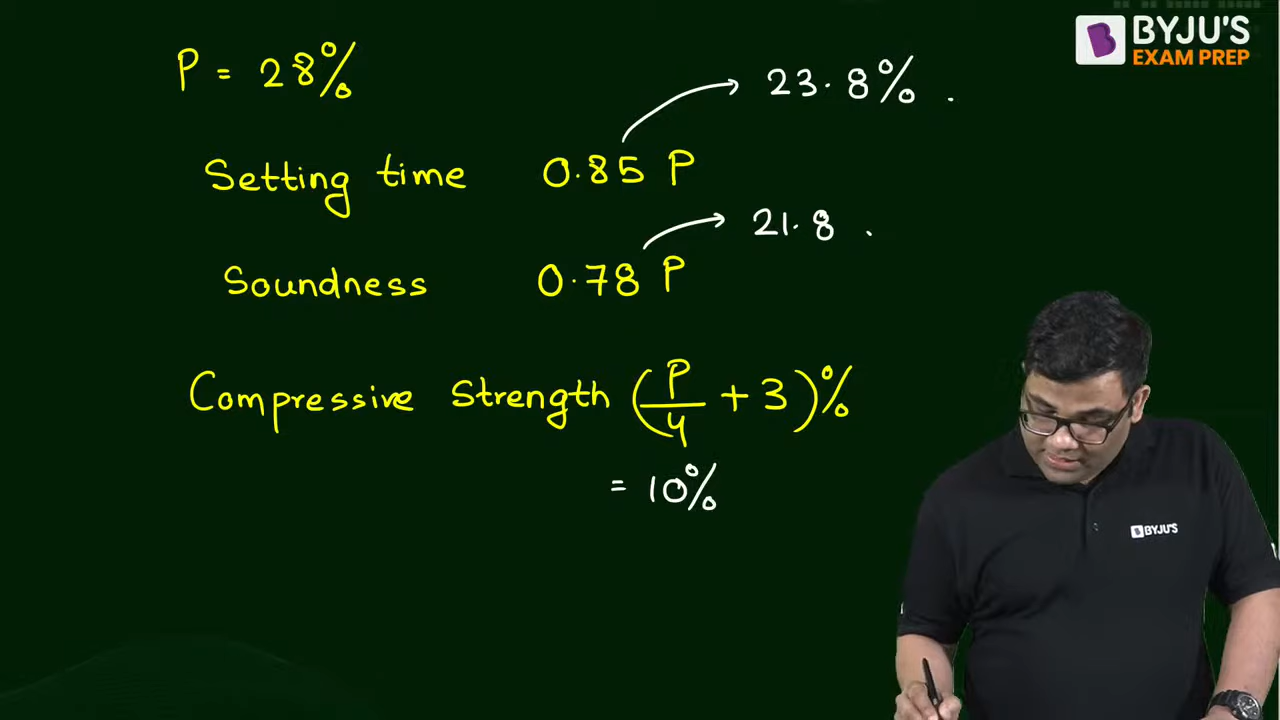 BYJU'S
EXAM PREP
P = 28%
23.8% .
Setting time 0.85 P
21.8 .
Soundness 0.78 P
Compressive Strength (P/4 + 3)%
= 10%
BYJU'S